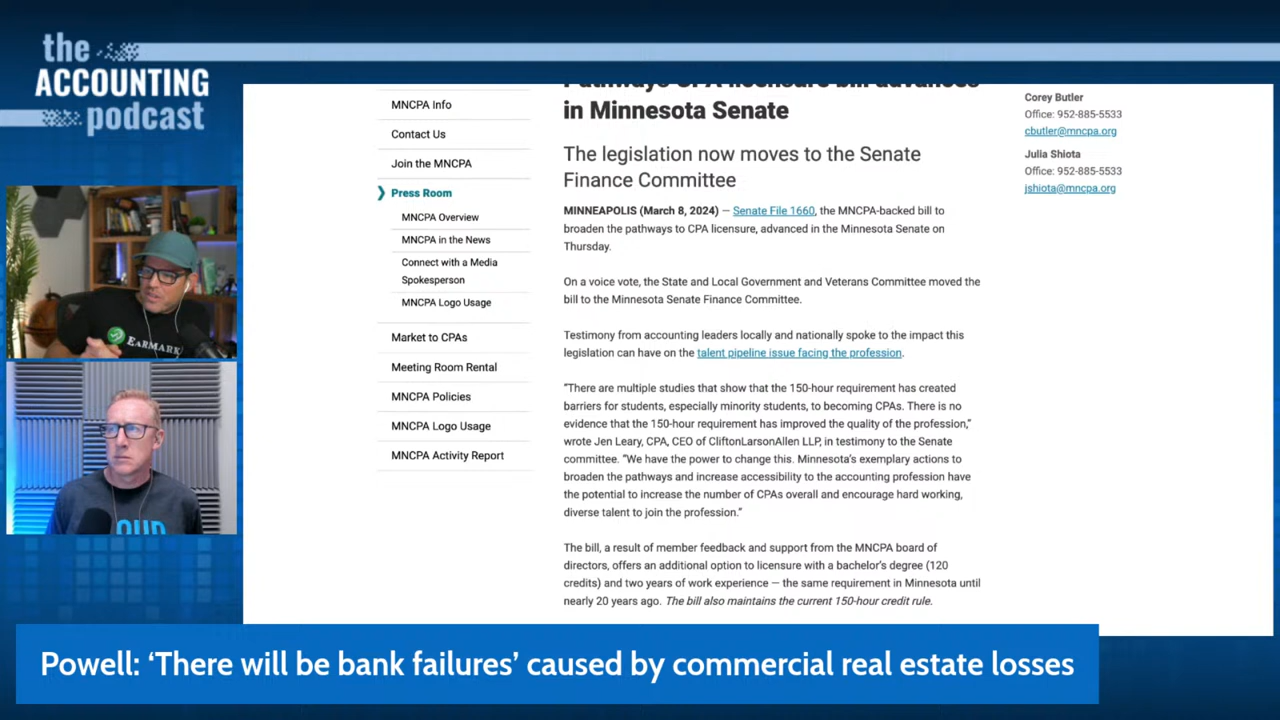 the
ACCOUNTING
podcast
EARMARK
MNCPA Info
Contact Us
Join the MNCPA
❯ Press Room
MNCPA Overview
MNCPA in the News
Connect with a Media
Spokesperson
MNCPA Logo Usage
Market to CPAs
Meeting Room Rental
MNCPA Policies
MNCPA Logo Usage
MNCPA Activity Report
Pathways CPA licensure bill advances
in Minnesota Senate
The legislation now moves to the Senate
Finance Committee
MINNEAPOLIS (March 8, 2024) — Senate File 1660, the MNCPA-backed bill to
broaden the pathways to CPA licensure, advanced in the Minnesota Senate on
Thursday.
On a voice vote, the State and Local Government and Veterans Committee moved the
bill to the Minnesota Senate Finance Committee.
Testimony from accounting leaders locally and nationally spoke to the impact this
legislation can have on the talent pipeline issue facing the profession.
“There are multiple studies that show that the 150-hour requirement has created
barriers for students, especially minority students, to becoming CPAs. There is no
evidence that the 150-hour requirement has improved the quality of the profession,”
wrote Jen Leary, CPA, CEO of CliftonLarsonAllen LLP, in testimony to the Senate
committee. “We have the power to change this. Minnesota’s exemplary actions to
broaden the pathways and increase accessibility to the accounting profession have
the potential to increase the number of CPAs overall and encourage hard working,
diverse talent to join the profession.”
The bill, a result of member feedback and support from the MNCPA board of
directors, offers an additional option to licensure with a bachelor’s degree (120
credits) and two years of work experience — the same requirement in Minnesota until
nearly 20 years ago. The bill also maintains the current 150-hour credit rule.
Corey Butler
Office: 952-885-5533
cbutler@mncpa.org
Julia Shiota
Office: 952-885-5533
jshiota@mncpa.org
Powell: ‘There will be bank failures’ caused by commercial real estate losses